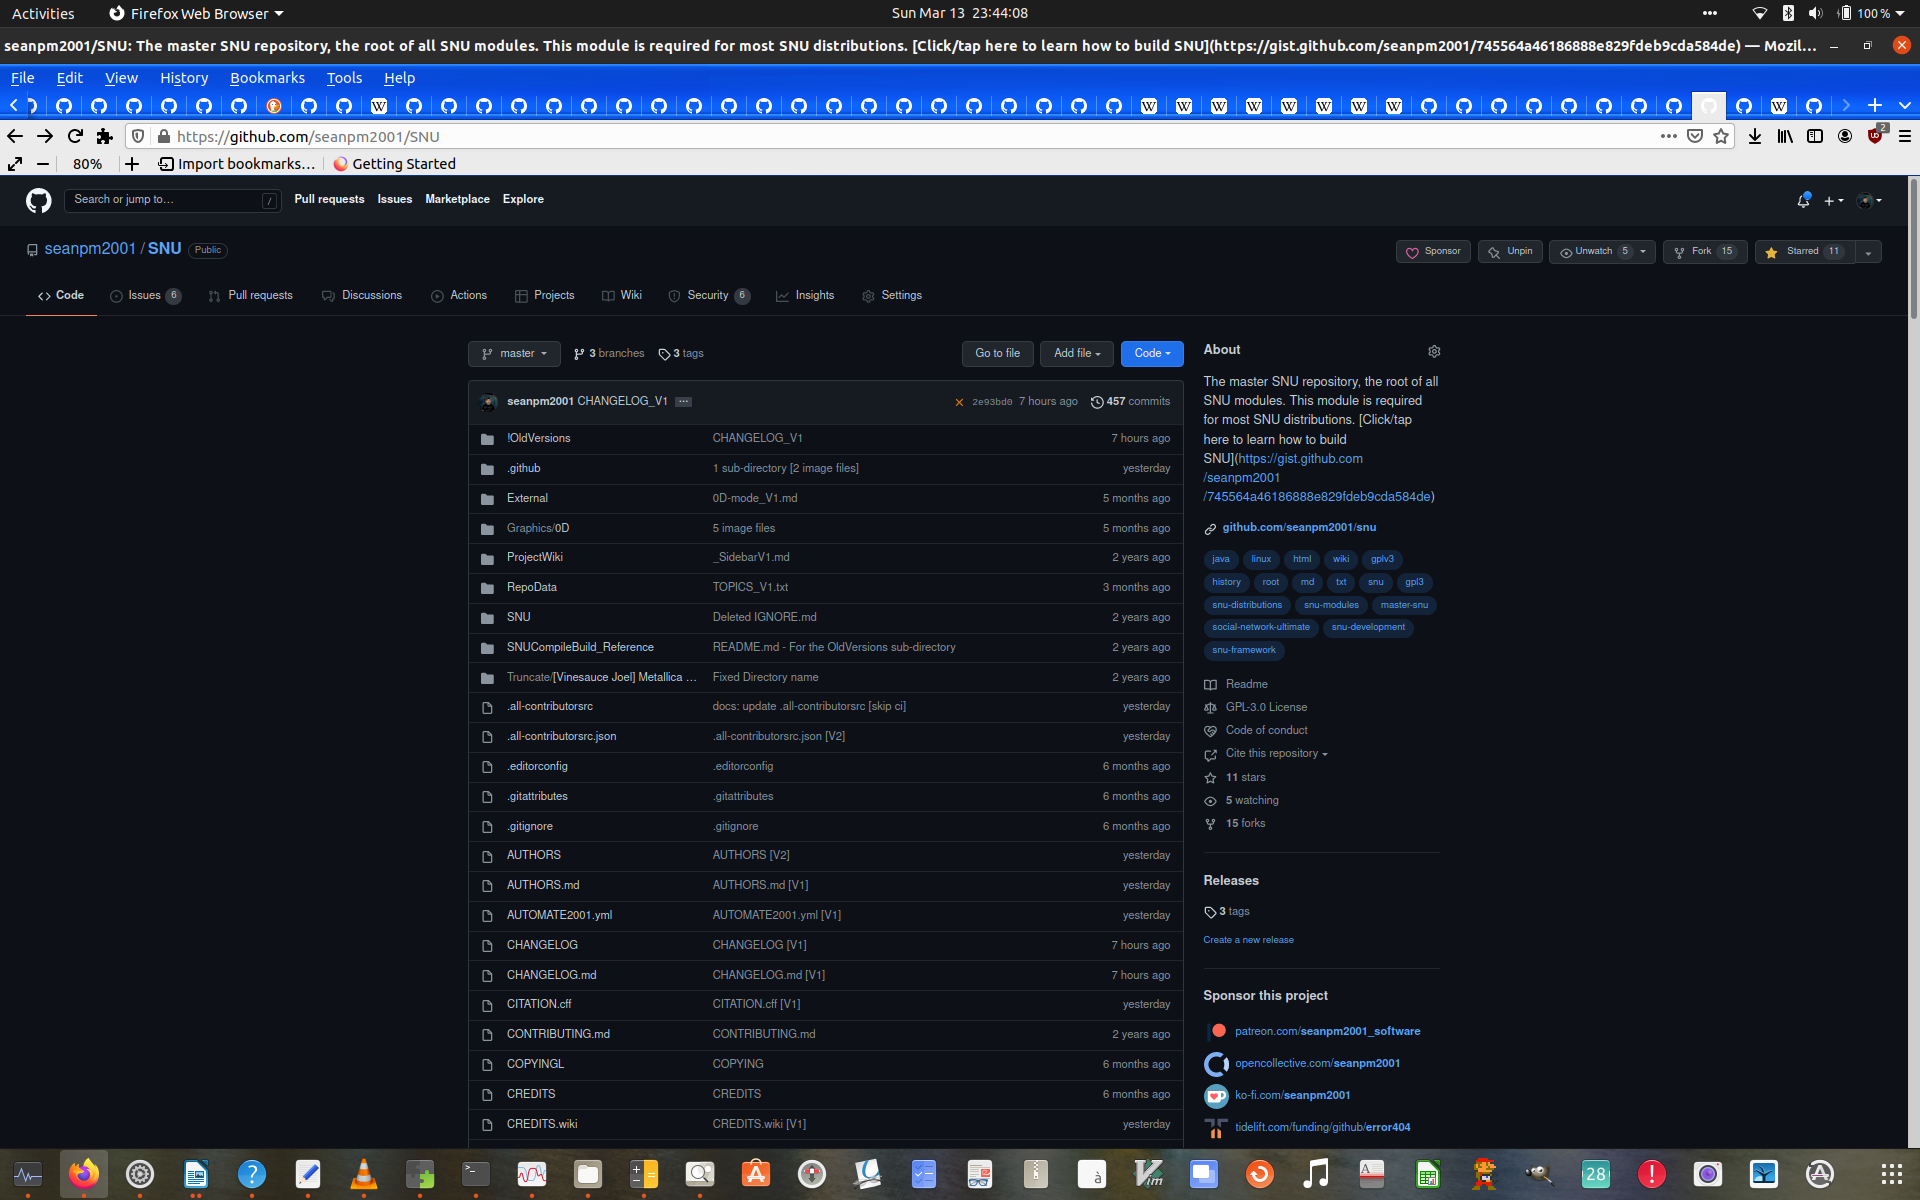 Activities
Firefox Web Browser
Sun Mar 13 23:44:08
100 %
seanpm2001/SNU: The master SNU repository, the root of all SNU modules. This module is required for most SNU distributions. [Click/tap here to learn how to build SNU](https://gist.github.com/seanpm2001/745564a46186888e829fdeb9cda584de) — Mozil…
File Edit View History Bookmarks Tools Help
https://github.com/seanpm2001/SNU
2
80%
Import bookmarks…
Getting Started
Search or jump to…
/
Pull requests Issues Marketplace Explore
seanpm2001 / SNU
Public
Sponsor
Unpin
Unwatch 5
Fork 15
Starred 11
Code
Issues 6
Pull requests
Discussions
Actions
Projects
Wiki
Security 6
Insights
Settings
master
3 branches
3 tags
Go to file
Add file
Code
seanpm2001 CHANGELOG_V1 …
2e93bd0 7 hours ago
457 commits
!OldVersions CHANGELOG_V1 7 hours ago
.github 1 sub-directory [2 image files] yesterday
External 0D-mode_V1.md 5 months ago
Graphics/0D 5 image files 5 months ago
ProjectWiki _SidebarV1.md 2 years ago
RepoData TOPICS_V1.txt 3 months ago
SNU Deleted IGNORE.md 2 years ago
SNUCompileBuild_Reference README.md - For the OldVersions sub-directory 2 years ago
Truncate/[Vinesauce Joel] Metallica … Fixed Directory name 2 years ago
.all-contributorsrc docs: update .all-contributorsrc [skip ci] yesterday
.all-contributorsrc.json .all-contributorsrc.json [V2] yesterday
.editorconfig .editorconfig 6 months ago
.gitattributes .gitattributes 6 months ago
.gitignore .gitignore 6 months ago
AUTHORS AUTHORS [V2] yesterday
AUTHORS.md AUTHORS.md [V1] yesterday
AUTOMATE2001.yml AUTOMATE2001.yml [V1] yesterday
CHANGELOG CHANGELOG [V1] 7 hours ago
CHANGELOG.md CHANGELOG.md [V1] 7 hours ago
CITATION.cff CITATION.cff [V1] yesterday
CONTRIBUTING.md CONTRIBUTING.md 2 years ago
COPYINGL COPYING 6 months ago
CREDITS CREDITS 6 months ago
CREDITS.wiki CREDITS.wiki [V1] yesterday
About
The master SNU repository, the root of all
SNU modules. This module is required
for most SNU distributions. [Click/tap
here to learn how to build
SNU](https://gist.github.com
/seanpm2001
/745564a46186888e829fdeb9cda584de)
github.com/seanpm2001/snu
java linux html wiki gplv3
history root md txt snu gpl3
snu-distributions snu-modules master-snu
social-network-ultimate snu-development
snu-framework
Readme
GPL-3.0 License
Code of conduct
Cite this repository
11 stars
5 watching
15 forks
Releases
3 tags
Create a new release
Sponsor this project
patreon.com/seanpm2001_software
opencollective.com/seanpm2001
ko-fi.com/seanpm2001
tidelift.com/funding/github/error404
28